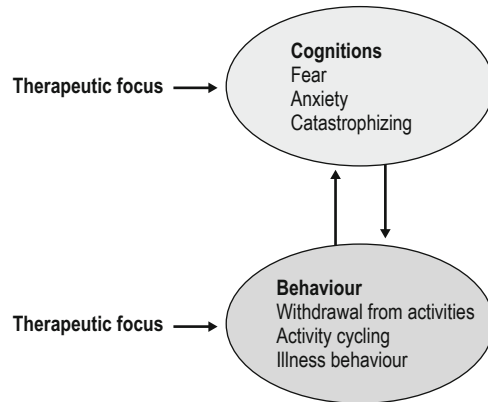 Cognitions
Fear
Therapeutic focus
Anxiety
Catastrophizing
Behaviour
Withdrawal from activities
Therapeutic focus
Activity cycling
Illness behaviour